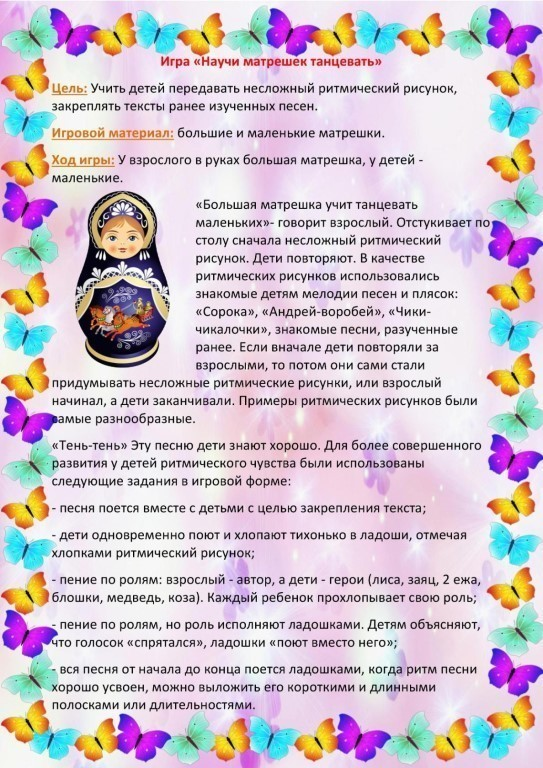 Игра «Научи матрешек танцевать»
Цель: Учить детей передавать несложный ритмический рисунок,
закреплять тексты ранее изученных песен.
Игровой материал: большие и маленькие матрешки.
Ход игры: У взрослого в руках большая матрешка, у детей -
маленькие.
«Большая матрешка учит танцевать
маленьких»- говорит взрослый. Отстукивает по
столу сначала несложный ритмический
рисунок. Дети повторяют. В качестве
ритмических рисунков использовались
знакомые детям мелодии песен и плясок:
«Сорока», «Андрей-воробей», «Чики-
чикалочки», знакомые песни, разученные
ранее. Если вначале дети повторяли за
взрослыми, то потом они сами стали
придумывать несложные ритмические рисунки, или взрослый
начинал, а дети заканчивали. Примеры ритмических рисунков были
самые разнообразные.
«Тень-тень» Эту песню дети знают хорошо. Для более совершенного
развития у детей ритмического чувства были использованы
следующие задания в игровой форме:
- песня поется вместе с детьми с целью закрепления текста;
- дети одновременно поют и хлопают тихонько в ладоши, отмечая
хлопками ритмический рисунок;
- пение по ролям: взрослый - автор, а дети - герои (лиса, заяц, 2 ежа,
блошки, медведь, коза). Каждый ребенок прохлопывает свою роль;
- пение по ролям, но роль исполняют ладошками. Детям объясняют,
что голосок «спрятался», ладошки «поют вместо него»;
- вся песня от начала до конца поется ладошками, когда ритм песни
хорошо усвоен, можно выложить его короткими и длинными
полосками или длительностями.